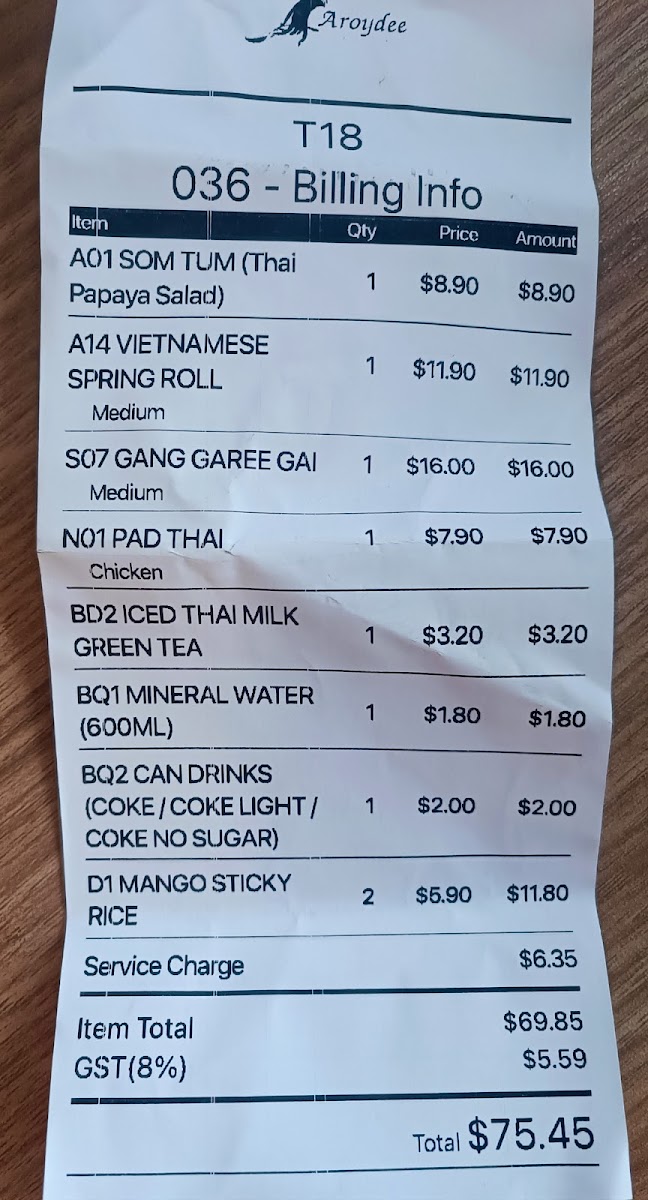 Aroydee
T18
036 - Billing Info
Item Qty Price Amount
A01 SOM TUM (Thai
Papaya Salad) 1 $8.90 $8.90
A14 VIETNAMESE
SPRING ROLL 1 $11.90 $11.90
Medium
S07 GANG GAREE GAI 1 $16.00 $16.00
Medium
N01 PAD THAI 1 $7.90 $7.90
Chicken
BD2 ICED THAI MILK
GREEN TEA 1 $3.20 $3.20
BQ1 MINERAL WATER
(600ML) 1 $1.80 $1.80
BQ2 CAN DRINKS
(COKE / COKE LIGHT / 1 $2.00 $2.00
COKE NO SUGAR)
D1 MANGO STICKY
RICE 2 $5.90 $11.80
Service Charge $6.35
Item Total $69.85
GST(8%) $5.59
Total $75.45